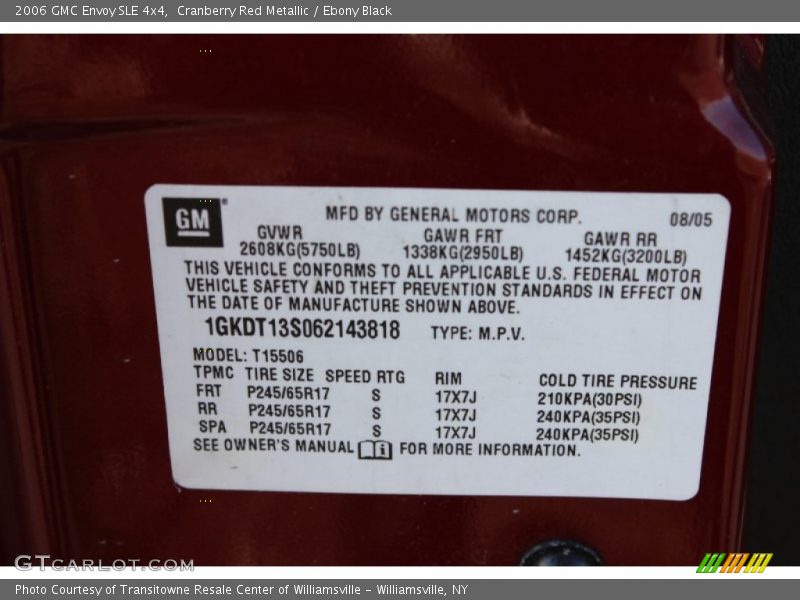 2006 GMC Envoy SLE 4x4,  Cranberry Red Metallic / Ebony Black
GM
MFD BY GENERAL MOTORS CORP. 08/05
GVWR GAWR FRT GAWR RR
2608KG(5750LB) 1338KG(2950LB) 1452KG(3200LB)
THIS VEHICLE CONFORMS TO ALL APPLICABLE U.S. FEDERAL MOTOR
VEHICLE SAFETY AND THEFT PREVENTION STANDARDS IN EFFECT ON
THE DATE OF MANUFACTURE SHOWN ABOVE.
1GKDT13S062143818 TYPE: M.P.V.
MODEL: T15506
TPMC TIRE SIZE SPEED RTG RIM COLD TIRE PRESSURE
FRT P245/65R17 S 17X7J 210KPA(30PSI)
RR P245/65R17 S 17X7J 240KPA(35PSI)
SPA P245/65R17 S 17X7J 240KPA(35PSI)
SEE OWNER'S MANUAL FOR MORE INFORMATION.
GTCarLot.com
Photo Courtesy of Transitowne Resale Center of Williamsville - Williamsville, NY